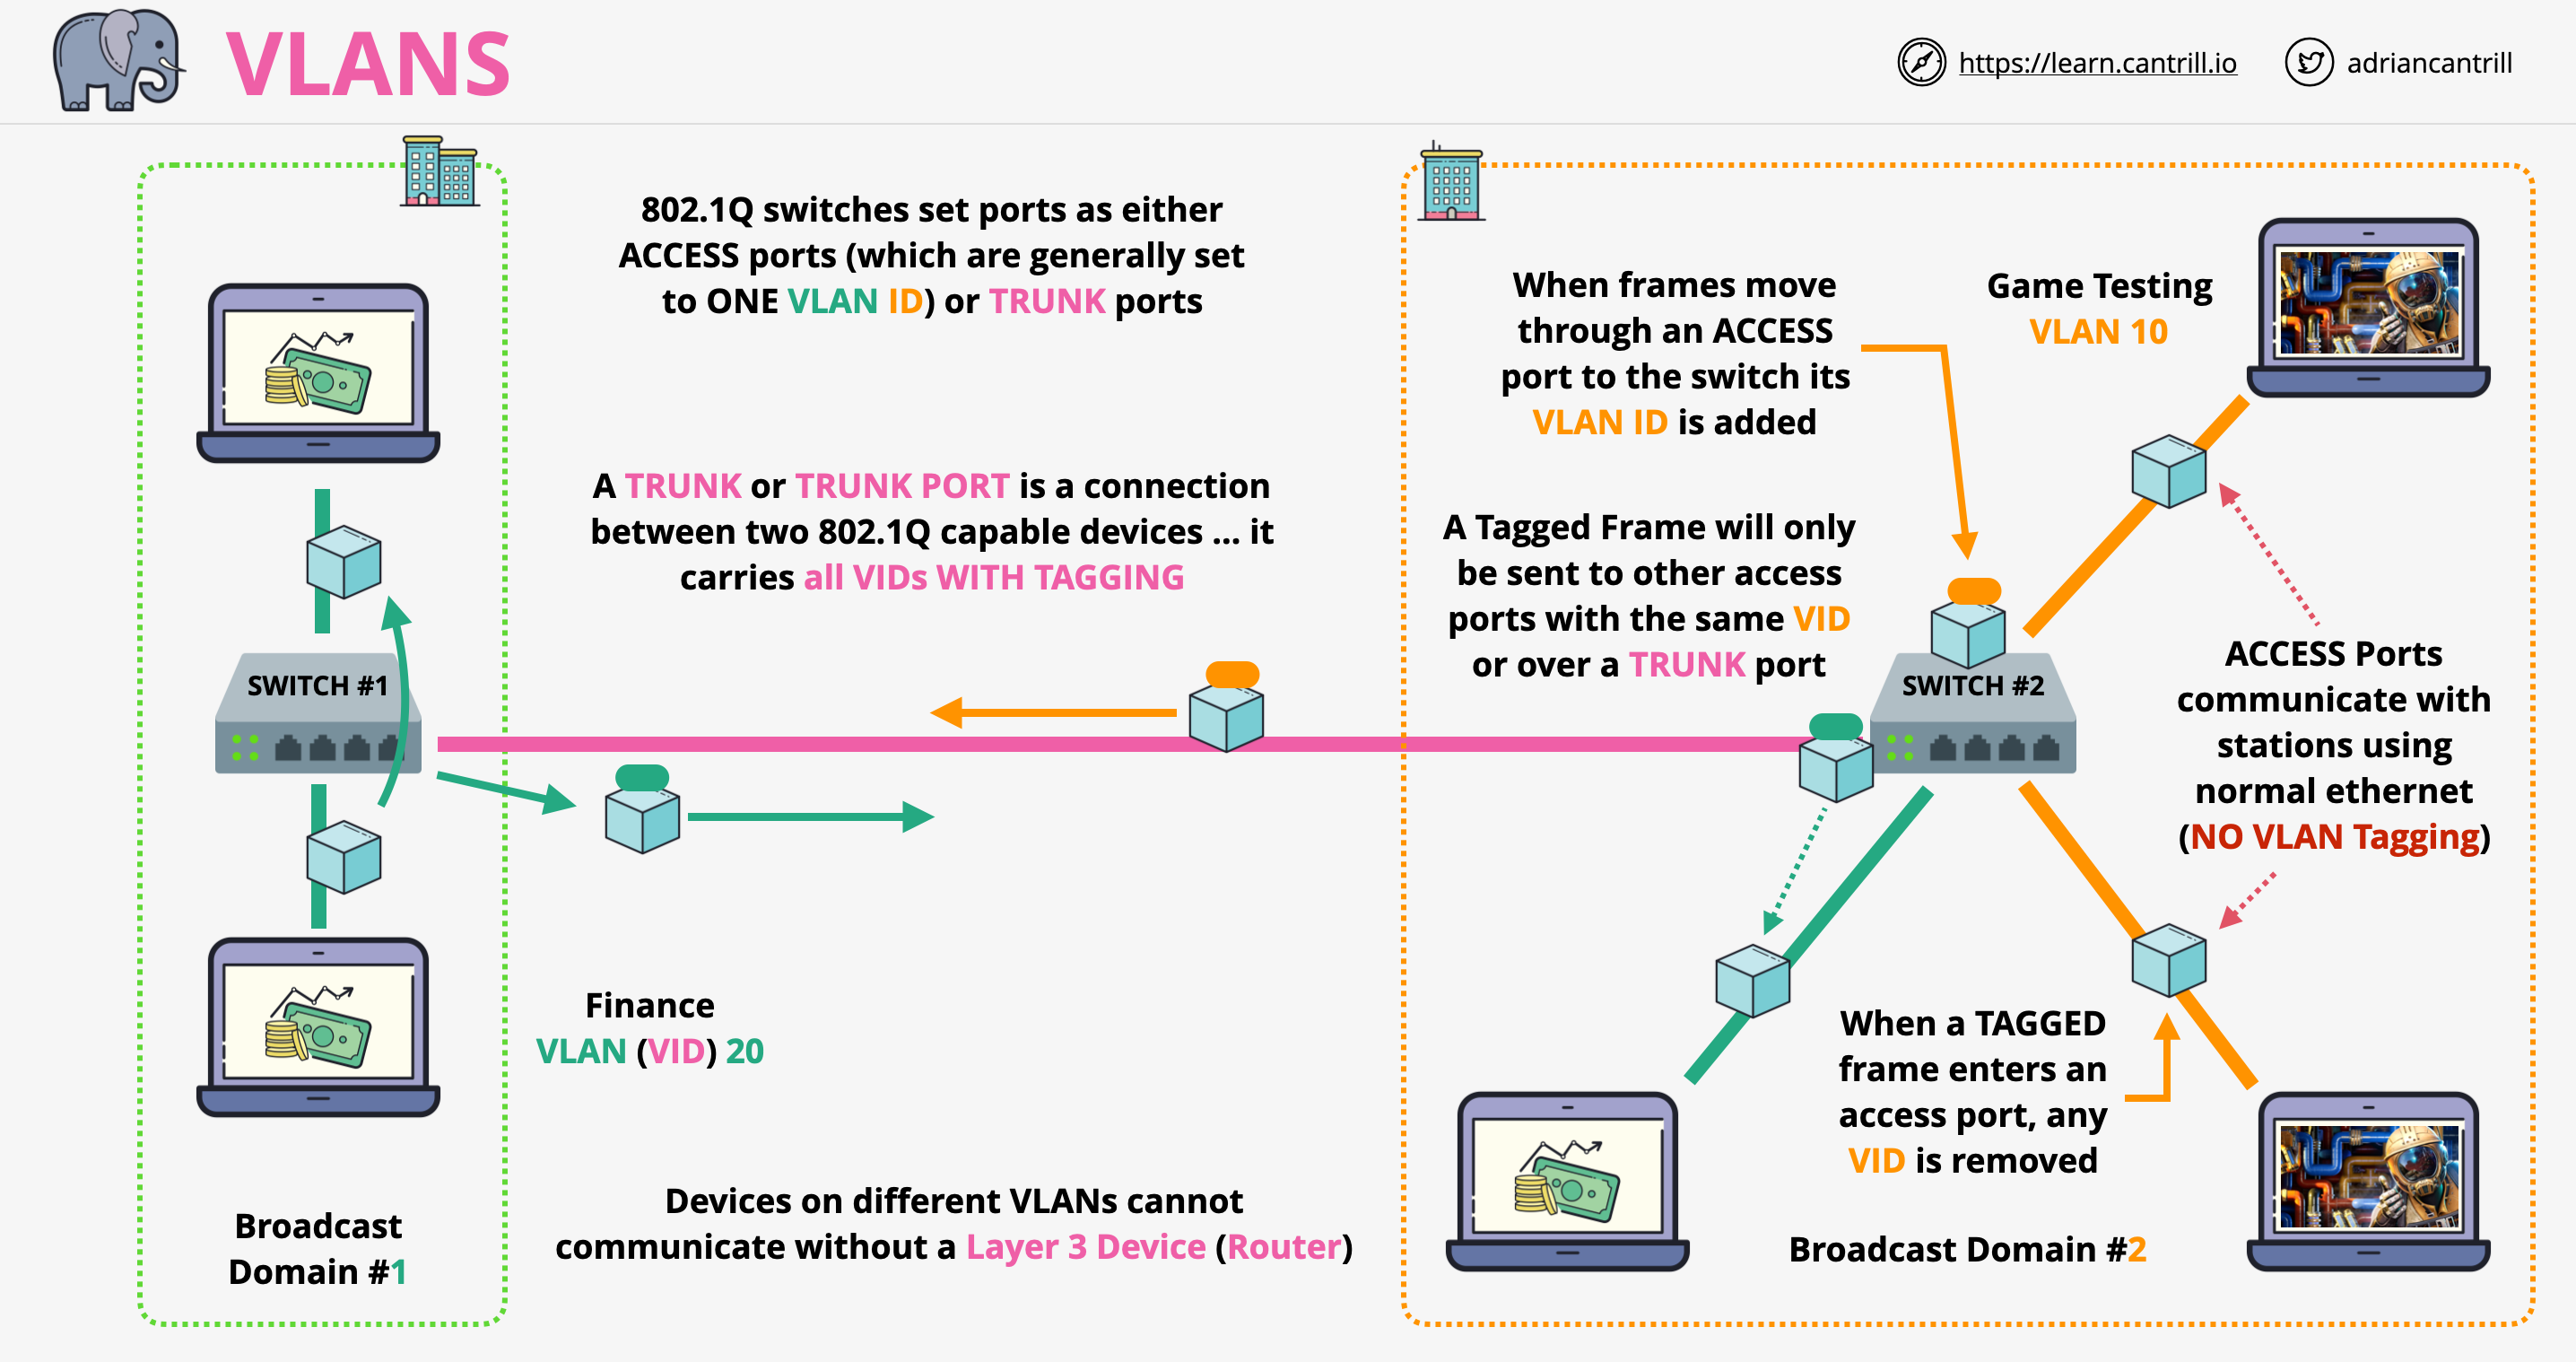 VLANS
https://learn.cantrill.io
adriancantrill
802.1Q switches set ports as either
ACCESS ports (which are generally set
to ONE VLAN ID) or TRUNK ports
A TRUNK or TRUNK PORT is a connection
between two 802.1Q capable devices ... it
carries all VIDs WITH TAGGING
When frames move
through an ACCESS
port to the switch its
VLAN ID is added
Game Testing
VLAN 10
A Tagged Frame will only
be sent to other access
ports with the same VID
or over a TRUNK port
SWITCH #1
SWITCH #2
ACCESS Ports
communicate with
stations using
normal ethernet
(NO VLAN Tagging)
Finance
VLAN (VID) 20
When a TAGGED
frame enters an
access port, any
VID is removed
Devices on different VLANs cannot
communicate without a Layer 3 Device (Router)
Broadcast
Domain #1
Broadcast Domain #2